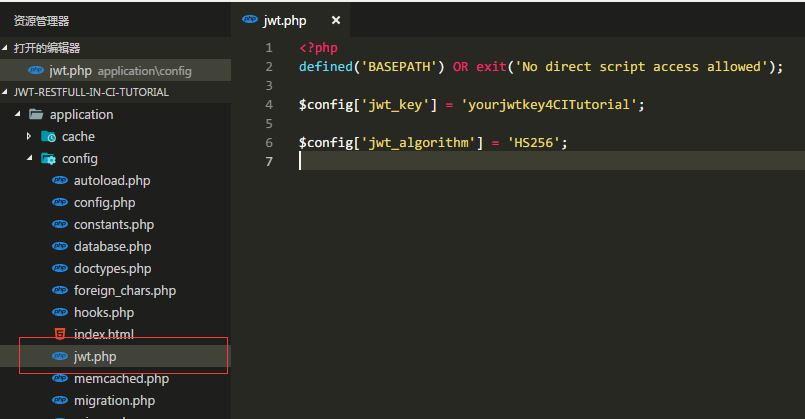 资源管理器
打开的编辑器
jwt.php application\config
JWT-RESTFULL-IN-CI-TUTORIAL
application
cache
config
autoload.php
config.php
constants.php
database.php
doctypes.php
foreign_chars.php
hooks.php
index.html
jwt.php
memcached.php
migration.php
jwt.php ×
1 <?php
2 defined('BASEPATH') OR exit('No direct script access allowed');
3
4 $config['jwt_key'] = 'yourjwtkey4CITutorial';
5
6 $config['jwt_algorithm'] = 'HS256';
7